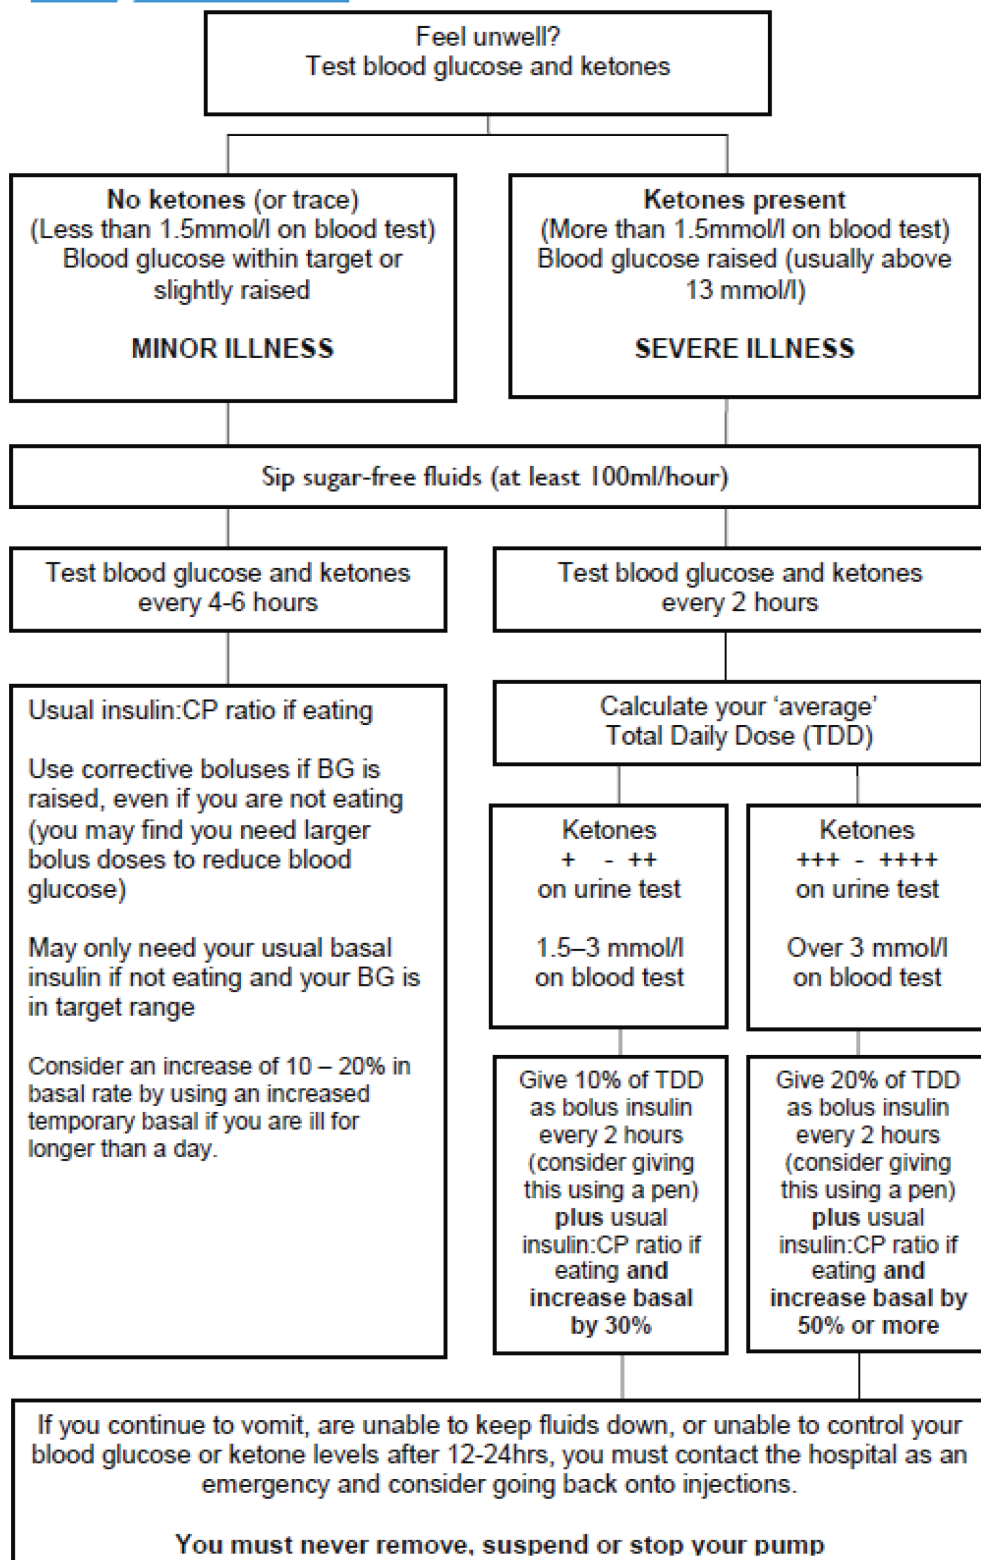 Feel unwell?
Test blood glucose and ketones
No ketones (or trace)
(Less than 1.5mmol/l on blood test)
Blood glucose within target or
slightly raised
MINOR ILLNESS
Ketones present
(More than 1.5mmol/l on blood test)
Blood glucose raised (usually above
13 mmol/l)
SEVERE ILLNESS
Sip sugar-free fluids (at least 100ml/hour)
Test blood glucose and ketones
every 4-6 hours
Test blood glucose and ketones
every 2 hours
Usual insulin:CP ratio if eating
Use corrective boluses if BG is
raised, even if you are not eating
(you may find you need larger
bolus doses to reduce blood
glucose)
May only need your usual basal
insulin if not eating and your BG is
in target range
Consider an increase of 10 – 20% in
basal rate by using an increased
temporary basal if you are ill for
longer than a day.
Calculate your ‘average’
Total Daily Dose (TDD)
Ketones
+ - ++
on urine test
1.5–3 mmol/l
on blood test
Ketones
+++ - ++++
on urine test
Over 3 mmol/l
on blood test
Give 10% of TDD
as bolus insulin
every 2 hours
(consider giving
this using a pen)
plus usual
insulin:CP ratio if
eating and
increase basal
by 30%
Give 20% of TDD
as bolus insulin
every 2 hours
(consider giving
this using a pen)
plus usual
insulin:CP ratio if
eating and
increase basal by
50% or more
If you continue to vomit, are unable to keep fluids down, or unable to control your
blood glucose or ketone levels after 12-24hrs, you must contact the hospital as an
emergency and consider going back onto injections.
You must never remove, suspend or stop your pump